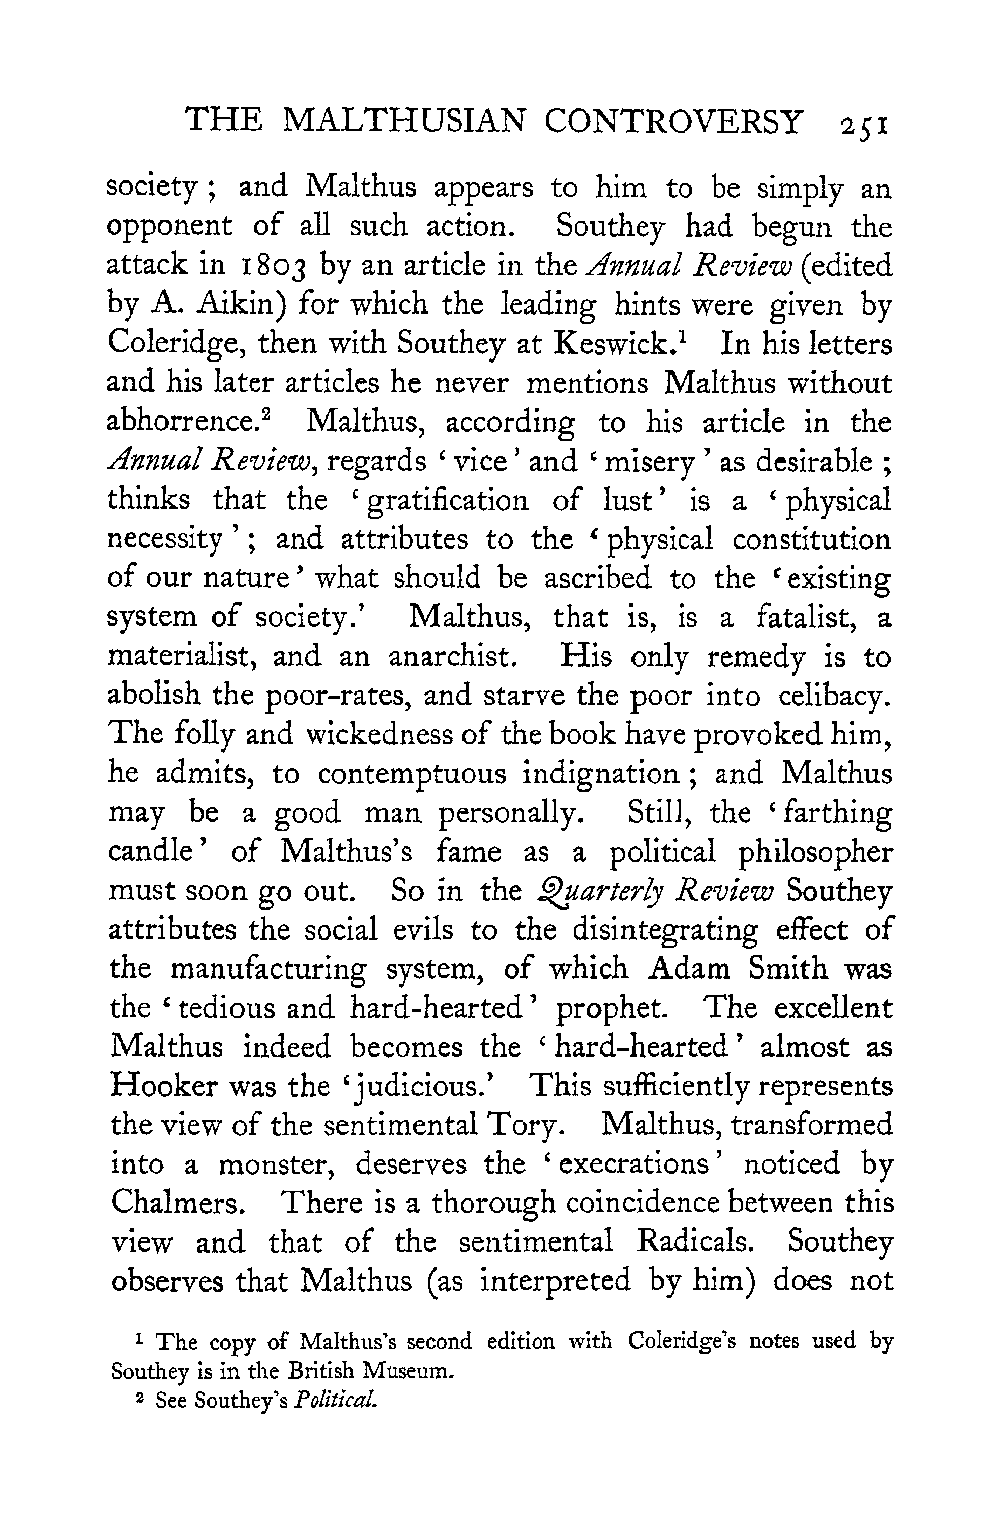 THE MALTHUSIAN CONTROVERSY 251
society ; and Malthus appears to him to be simply an
opponent of all such action. Southey had begun the
attack in 1803 by an article in the Annual Review (edited
by A. Aikin) for which the leading hints were given by
Coleridge, then with Southey at Keswick.¹ In his letters
and his later articles he never mentions Malthus without
abhorrence.² Malthus, according to his article in the
Annual Review, regards ‘ vice ’ and ‘ misery ’ as desirable ;
thinks that the ‘ gratification of lust ’ is a ‘ physical
necessity ’ ; and attributes to the ‘ physical constitution
of our nature ’ what should be ascribed to the ‘ existing
system of society.’ Malthus, that is, is a fatalist, a
materialist, and an anarchist. His only remedy is to
abolish the poor-rates, and starve the poor into celibacy.
The folly and wickedness of the book have provoked him,
he admits, to contemptuous indignation ; and Malthus
may be a good man personally. Still, the ‘ farthing
candle ’ of Malthus’s fame as a political philosopher
must soon go out. So in the Quarterly Review Southey
attributes the social evils to the disintegrating effect of
the manufacturing system, of which Adam Smith was
the ‘ tedious and hard-hearted ’ prophet. The excellent
Malthus indeed becomes the ‘ hard-hearted ’ almost as
Hooker was the ‘ judicious.’ This sufficiently represents
the view of the sentimental Tory. Malthus, transformed
into a monster, deserves the ‘ execrations ’ noticed by
Chalmers. There is a thorough coincidence between this
view and that of the sentimental Radicals. Southey
observes that Malthus (as interpreted by him) does not
¹ The copy of Malthus’s second edition with Coleridge’s notes used by
Southey is in the British Museum.
² See Southey’s Political.